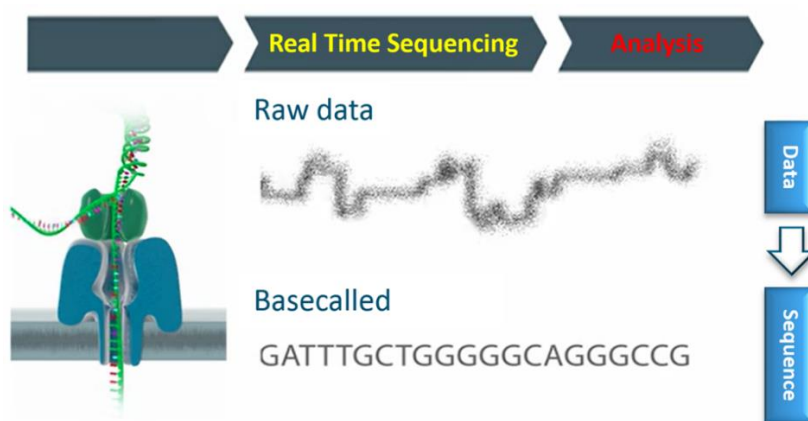 Real Time Sequencing
Analysis
Raw data
Data
Basecalled
GATTTGCTGGGGGCAGGGCCG
Sequence